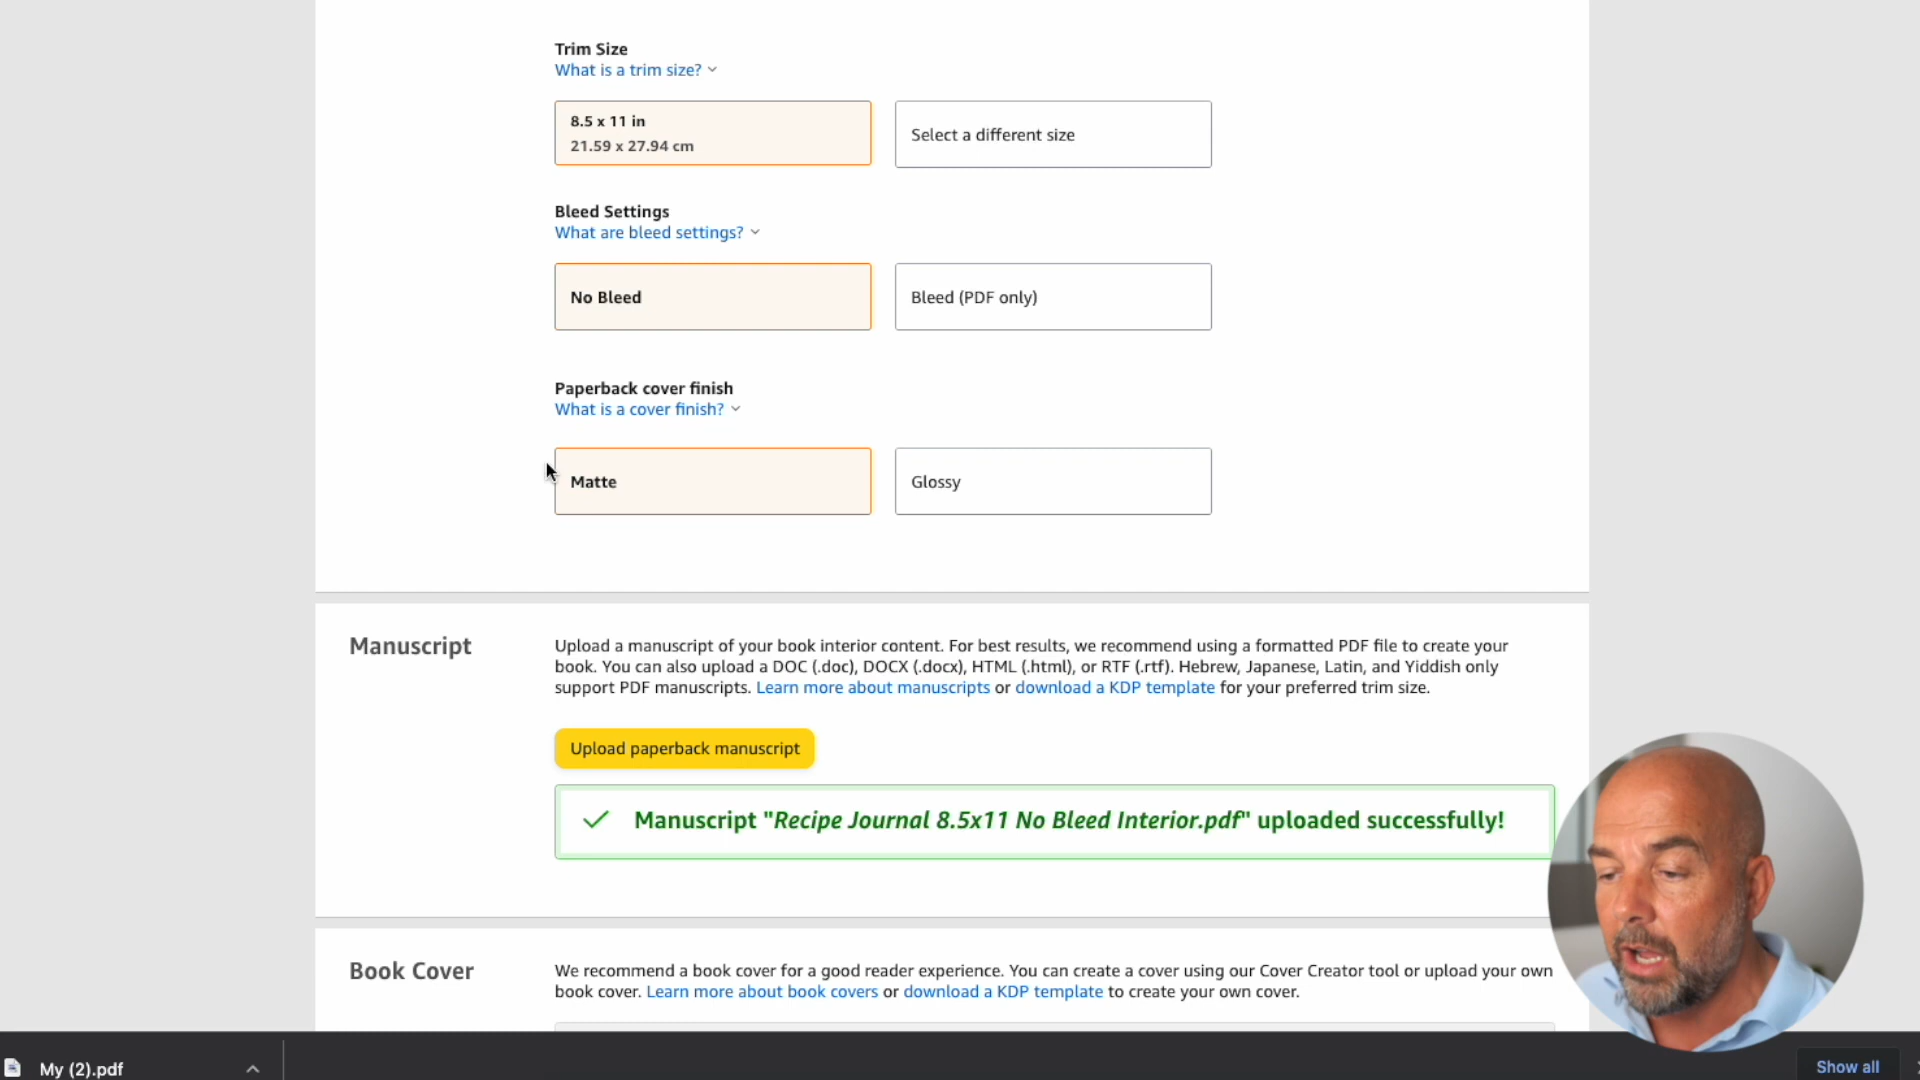 Trim Size
What is a trim size?
8.5 x 11 in
21.59 x 27.94 cm
Select a different size
Bleed Settings
What are bleed settings?
No Bleed
Bleed (PDF only)
Paperback cover finish
What is a cover finish?
Matte
Glossy
Manuscript
Upload a manuscript of your book interior content. For best results, we recommend using a formatted PDF file to create your
book. You can also upload a DOC (.doc), DOCX (.docx), HTML (.html), or RTF (.rtf). Hebrew, Japanese, Latin, and Yiddish only
support PDF manuscripts. Learn more about manuscripts or download a KDP template for your preferred trim size.
Upload paperback manuscript
Manuscript "Recipe Journal 8.5x11 No Bleed Interior.pdf" uploaded successfully!
Book Cover
We recommend a book cover for a good reader experience. You can create a cover using our Cover Creator tool or upload your own
book cover. Learn more about book covers or download a KDP template to create your own cover.
My (2).pdf
Show all